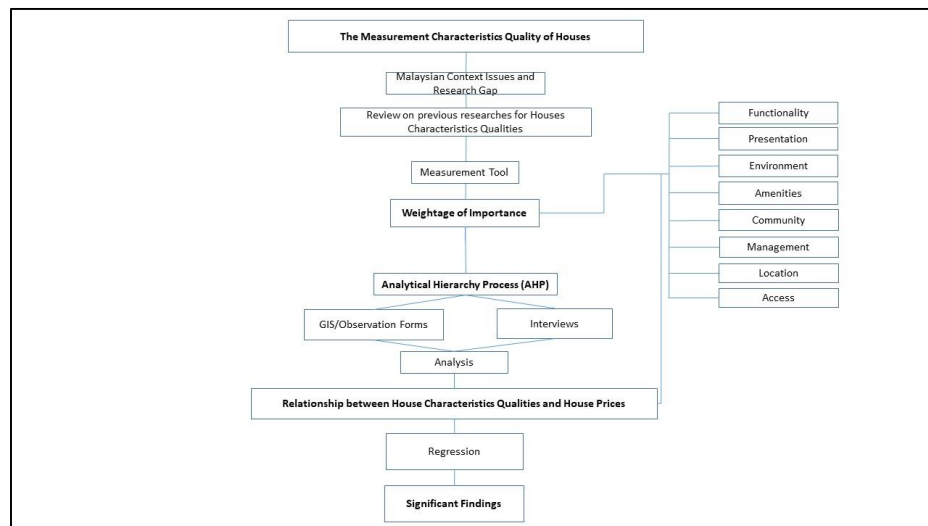 The Measurement Characteristics Quality of Houses
Malaysian Context Issues and
Research Gap
Review on previous researches for Houses
Characteristics Qualities
Measurement Tool
Weightage of Importance
Analytical Hierarchy Process (AHP)
GIS/Observation Forms
Interviews
Analysis
Relationship between House Characteristics Qualities and House Prices
Regression
Significant Findings
Functionality
Presentation
Environment
Amenities
Community
Management
Location
Access